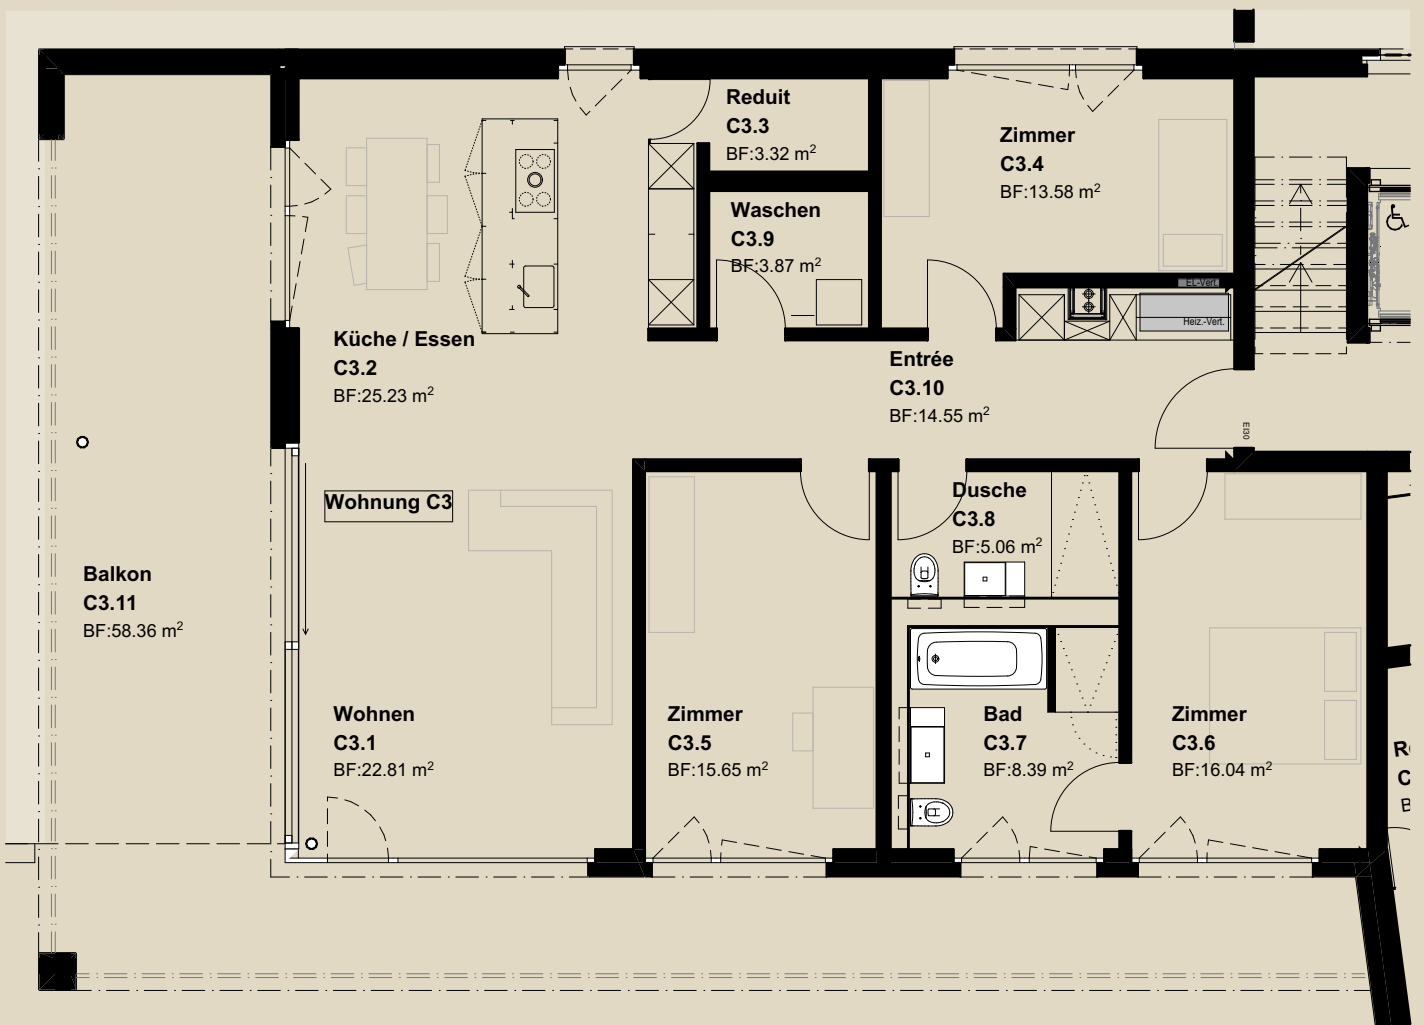 Reduit
C3.3
BF:3.32 m²
Zimmer
C3.4
BF:13.58 m²
Waschen
C3.9
BF:3.87 m²
EL-Vert.
Heiz.-Vert.
Küche / Essen
C3.2
BF:25.23 m²
Entrée
C3.10
BF:14.55 m²
EI30
Wohnung C3
Dusche
C3.8
BF:5.06 m²
Balkon
C3.11
BF:58.36 m²
Wohnen
C3.1
BF:22.81 m²
Zimmer
C3.5
BF:15.65 m²
Bad
C3.7
BF:8.39 m²
Zimmer
C3.6
BF:16.04 m²